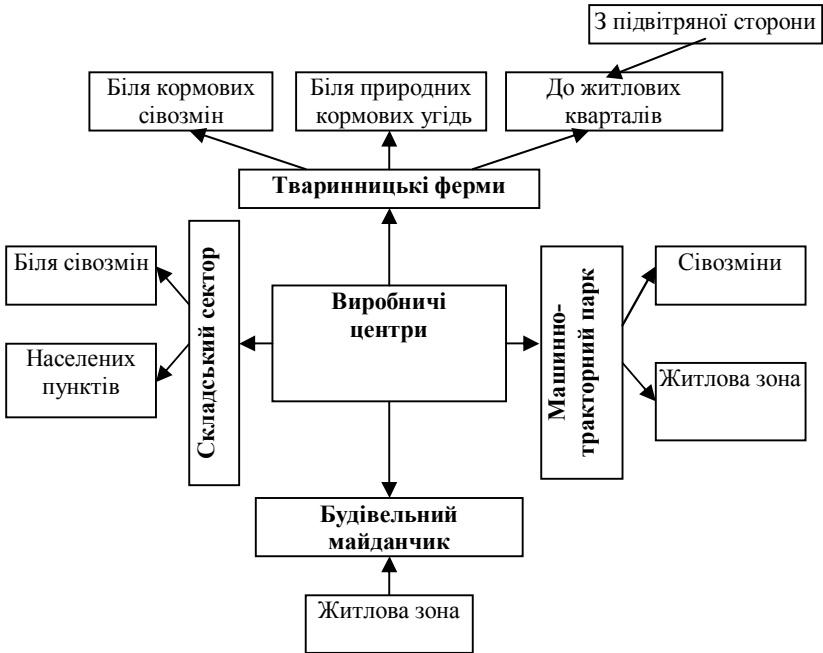 З підвітряної сторони
Біля кормових
сівозмін
Біля природних
кормових угідь
До житлових
кварталів
Тваринницькі ферми
Біля сівозмін
Населених
пунктів
Складський сектор
Виробничі
центри
Машинно-
тракторний парк
Сівозміни
Житлова зона
Будівельний
майданчик
Житлова зона